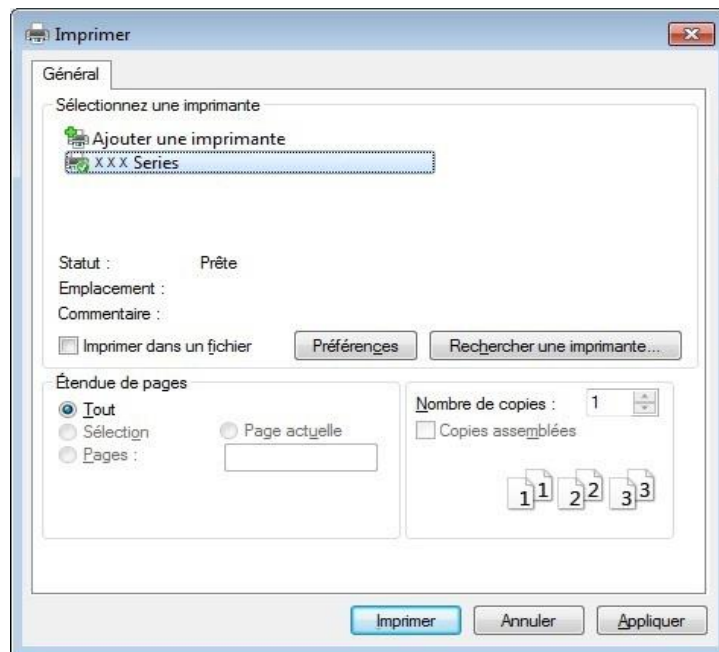 Imprimer
Général
Sélectionnez une imprimante
Ajouter une imprimante
X X X Series
Statut : Prête
Emplacement :
Commentaire :
Imprimer dans un fichier Préférences Rechercher une imprimante...
Étendue de pages
Tout
Sélection Page actuelle
Pages :
Nombre de copies : 1
Copies assemblées
1 1 2 2 3 3
Imprimer Annuler Appliquer